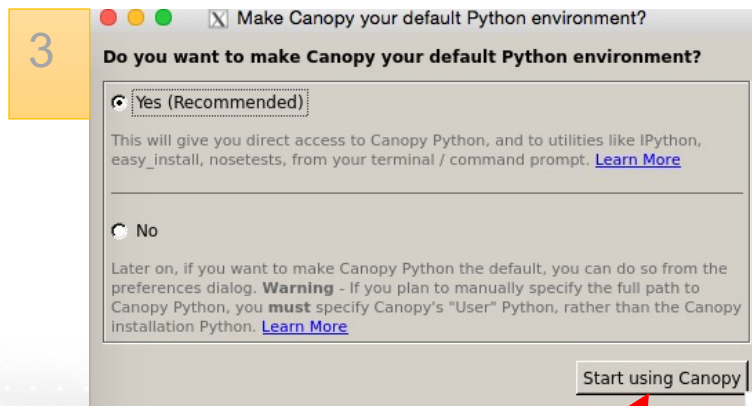 3
Make Canopy your default Python environment?
Do you want to make Canopy your default Python environment?
Yes (Recommended)
This will give you direct access to Canopy Python, and to utilities like IPython,
easy_install, nosetests, from your terminal / command prompt. Learn More
No
Later on, if you want to make Canopy Python the default, you can do so from the
preferences dialog. Warning - If you plan to manually specify the full path to
Canopy Python, you must specify Canopy's "User" Python, rather than the Canopy
installation Python. Learn More
Start using Canopy